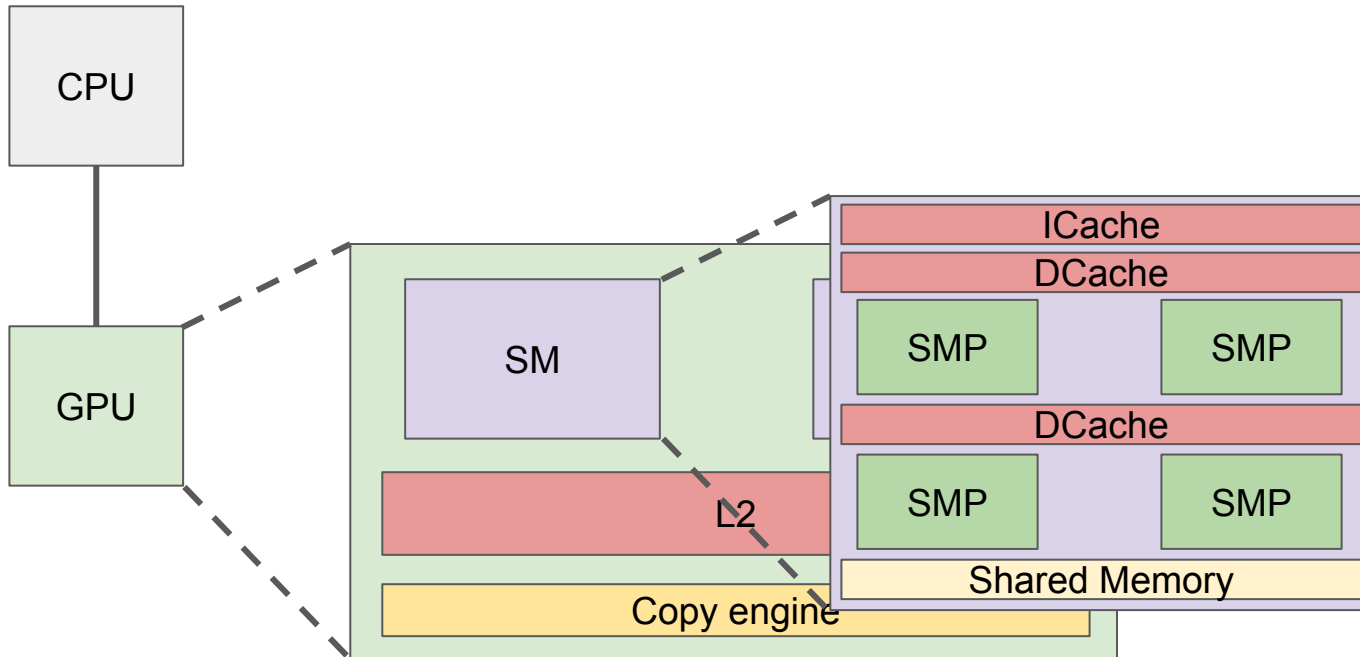 CPU
GPU
SM
L2
Copy engine
ICache
DCache
SMP
SMP
DCache
SMP
SMP
Shared Memory